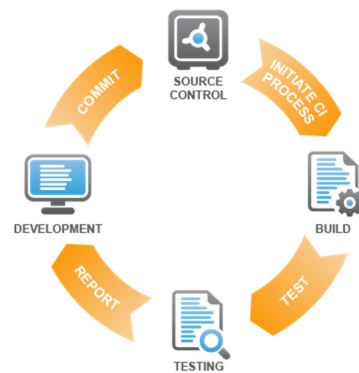 SOURCE
CONTROL
INITIATE CI
PROCESS
BUILD
TEST
TESTING
REPORT
DEVELOPMENT
COMMIT